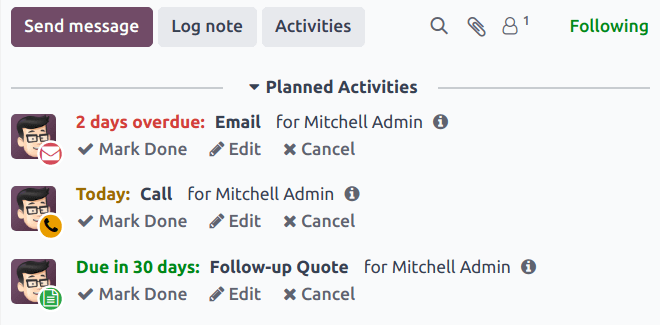 Send message Log note Activities 1 Following
Planned Activities
2 days overdue: Email for Mitchell Admin
Mark Done Edit Cancel
Today: Call for Mitchell Admin
Mark Done Edit Cancel
Due in 30 days: Follow-up Quote for Mitchell Admin
Mark Done Edit Cancel